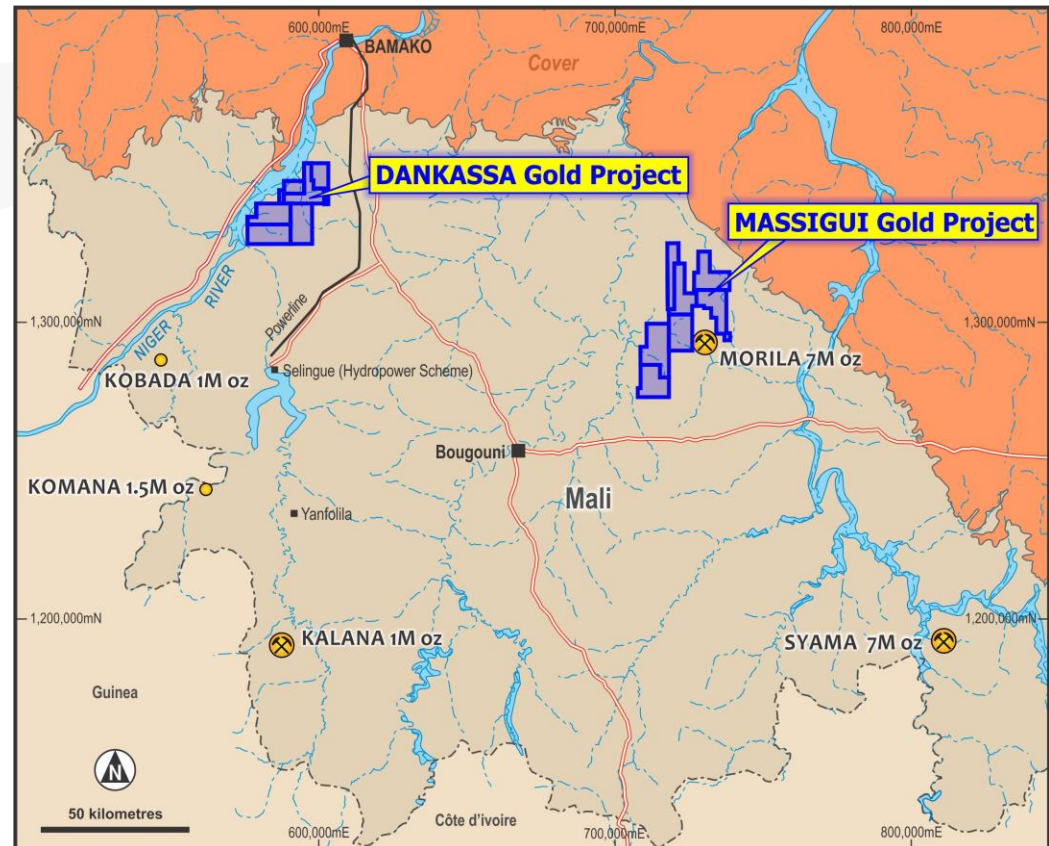 600,000mE
700,000mE
800,000mE
BAMAKO
Cover
DANKASSA Gold Project
MASSIGUI Gold Project
NIGER RIVER
Powerline
1,300,000mN
1,300,000mN
KOBADA 1M oz
Selingue (Hydropower Scheme)
MORILA 7M oz
Bougouni
KOMANA 1.5M oz
Mali
Yanfolila
1,200,000mN
1,200,000mN
KALANA 1M oz
SYAMA 7M oz
Guinea
N
50 kilometres
Côte d'ivoire
600,000mE
700,000mE
800,000mE